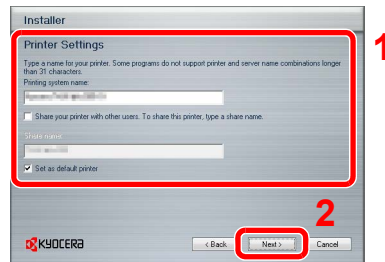 Installer
1
Printer Settings
Type a name for your printer. Some programs do not support printer and server name combinations longer
than 31 characters.
Printing system name:
Share your printer with other users. To share this printer, type a share name.
Share name:
Set as default printer
2
KYOCERA
< Back
Next >
Cancel